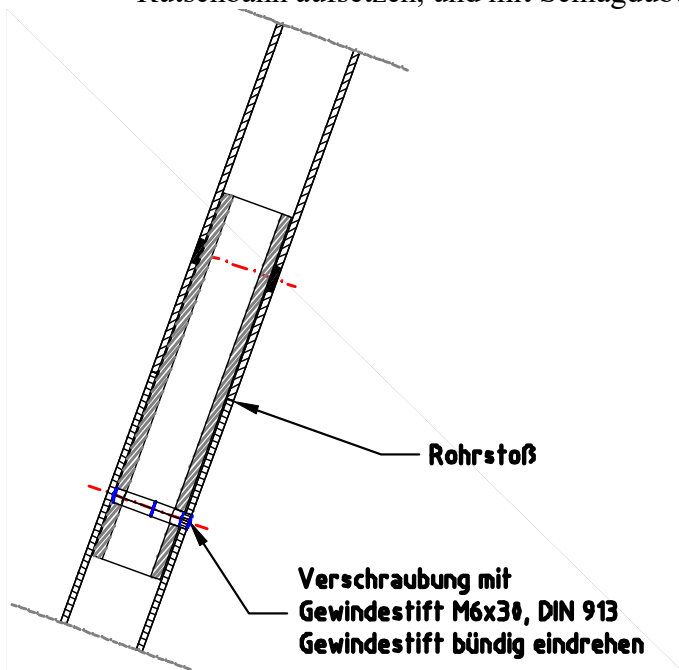 Rohrstoß
Verschraubung mit
Gewindestift M6x30, DIN 913
Gewindestift bündig eindrehen